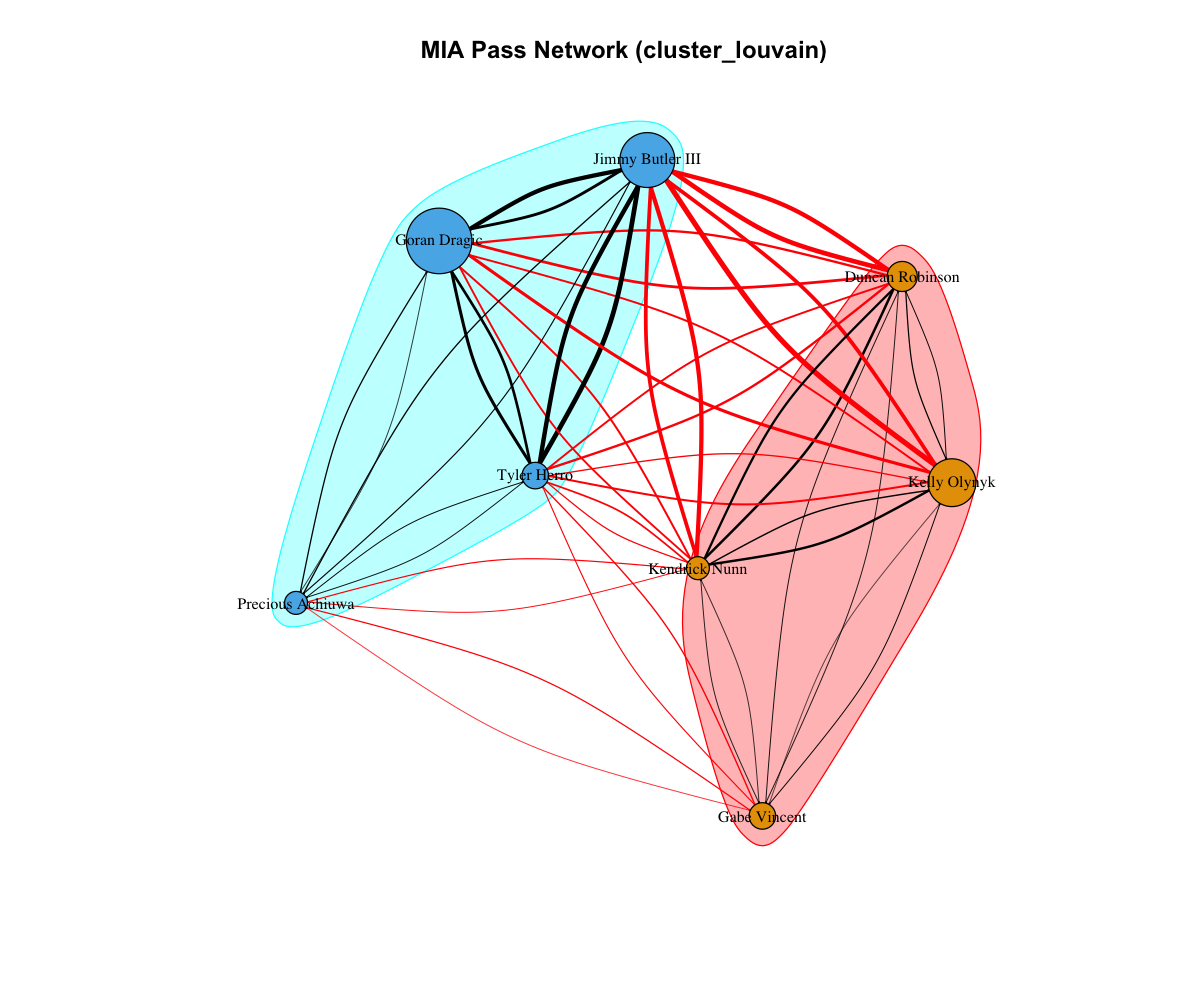 MIA Pass Network (cluster_louvain)
Jimmy Butler III
Goran Dragic
Duncan Robinson
Tyler Herro
Kelly Olynyk
Kendrick Nunn
Precious Achiuwa
Gabe Vincent